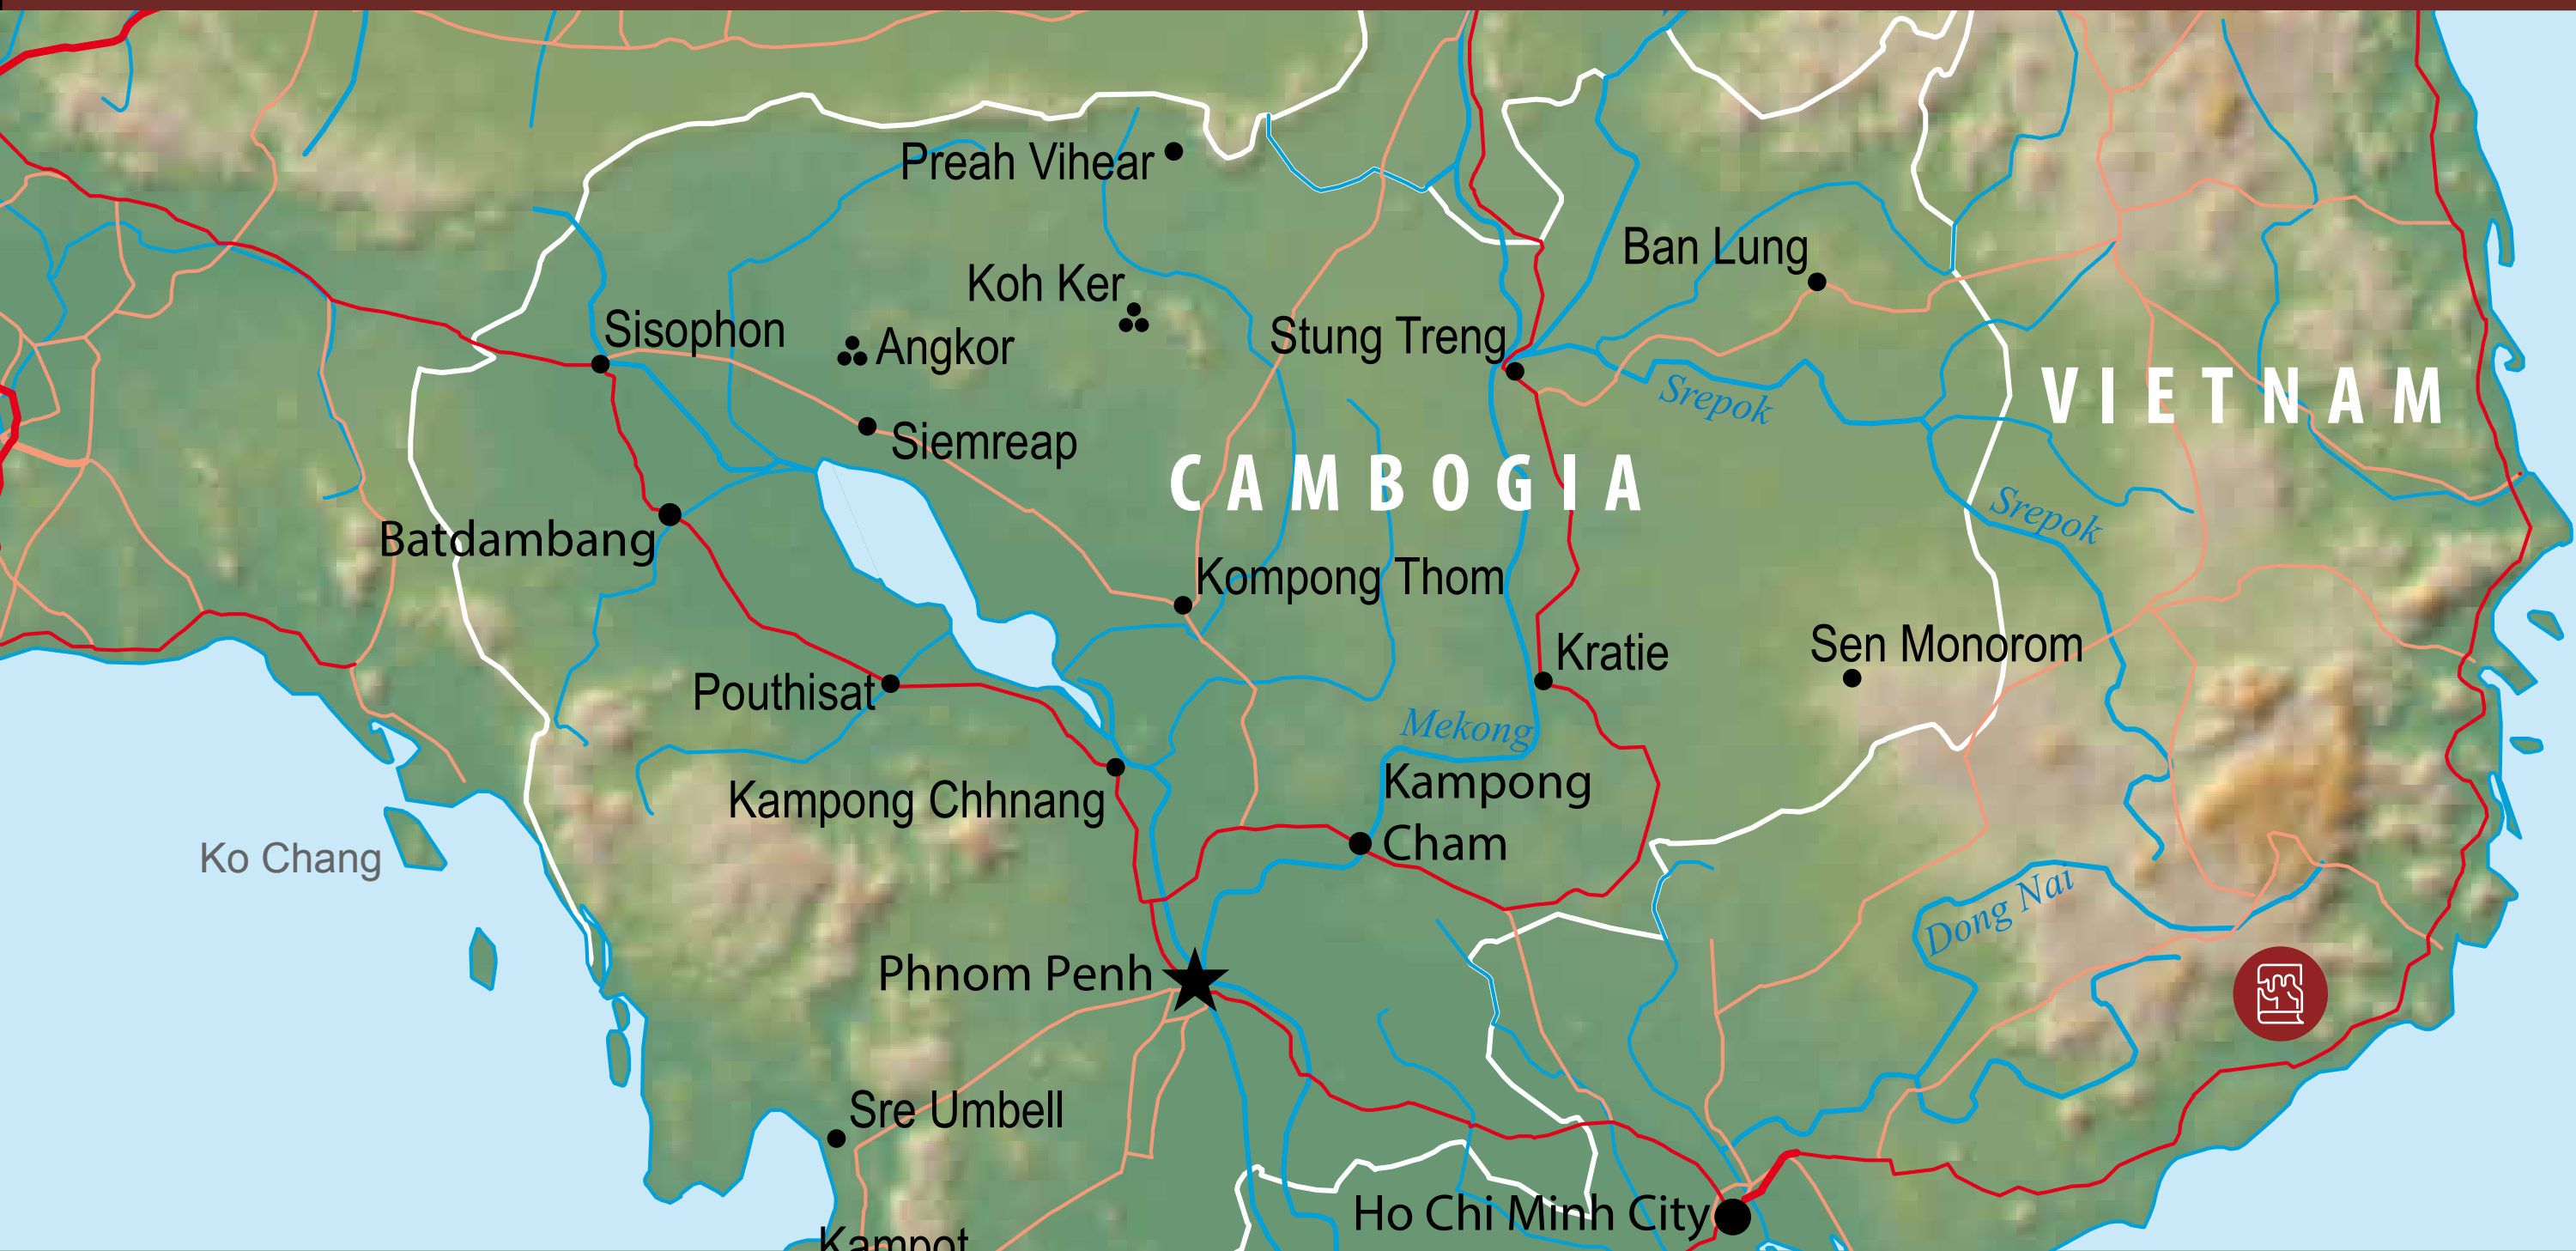 Preah Vihear
Ban Lung
Koh Ker
Sisophon
Angkor
Stung Treng
Srepok
VIETNAM
Siemreap
CAMBOGIA
Srepok
Batdambang
Kompong Thom
Kratie
Sen Monorom
Pouthisat
Mekong
Kampong
Cham
Kampong Chhnang
Ko Chang
Dong Nai
Phnom Penh
Sre Umbell
Ho Chi Minh City
Kampot